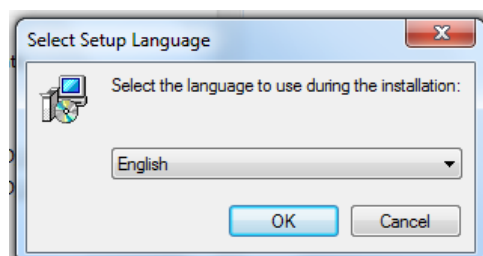 Select Setup Language
Select the language to use during the installation:
English
OK
Cancel